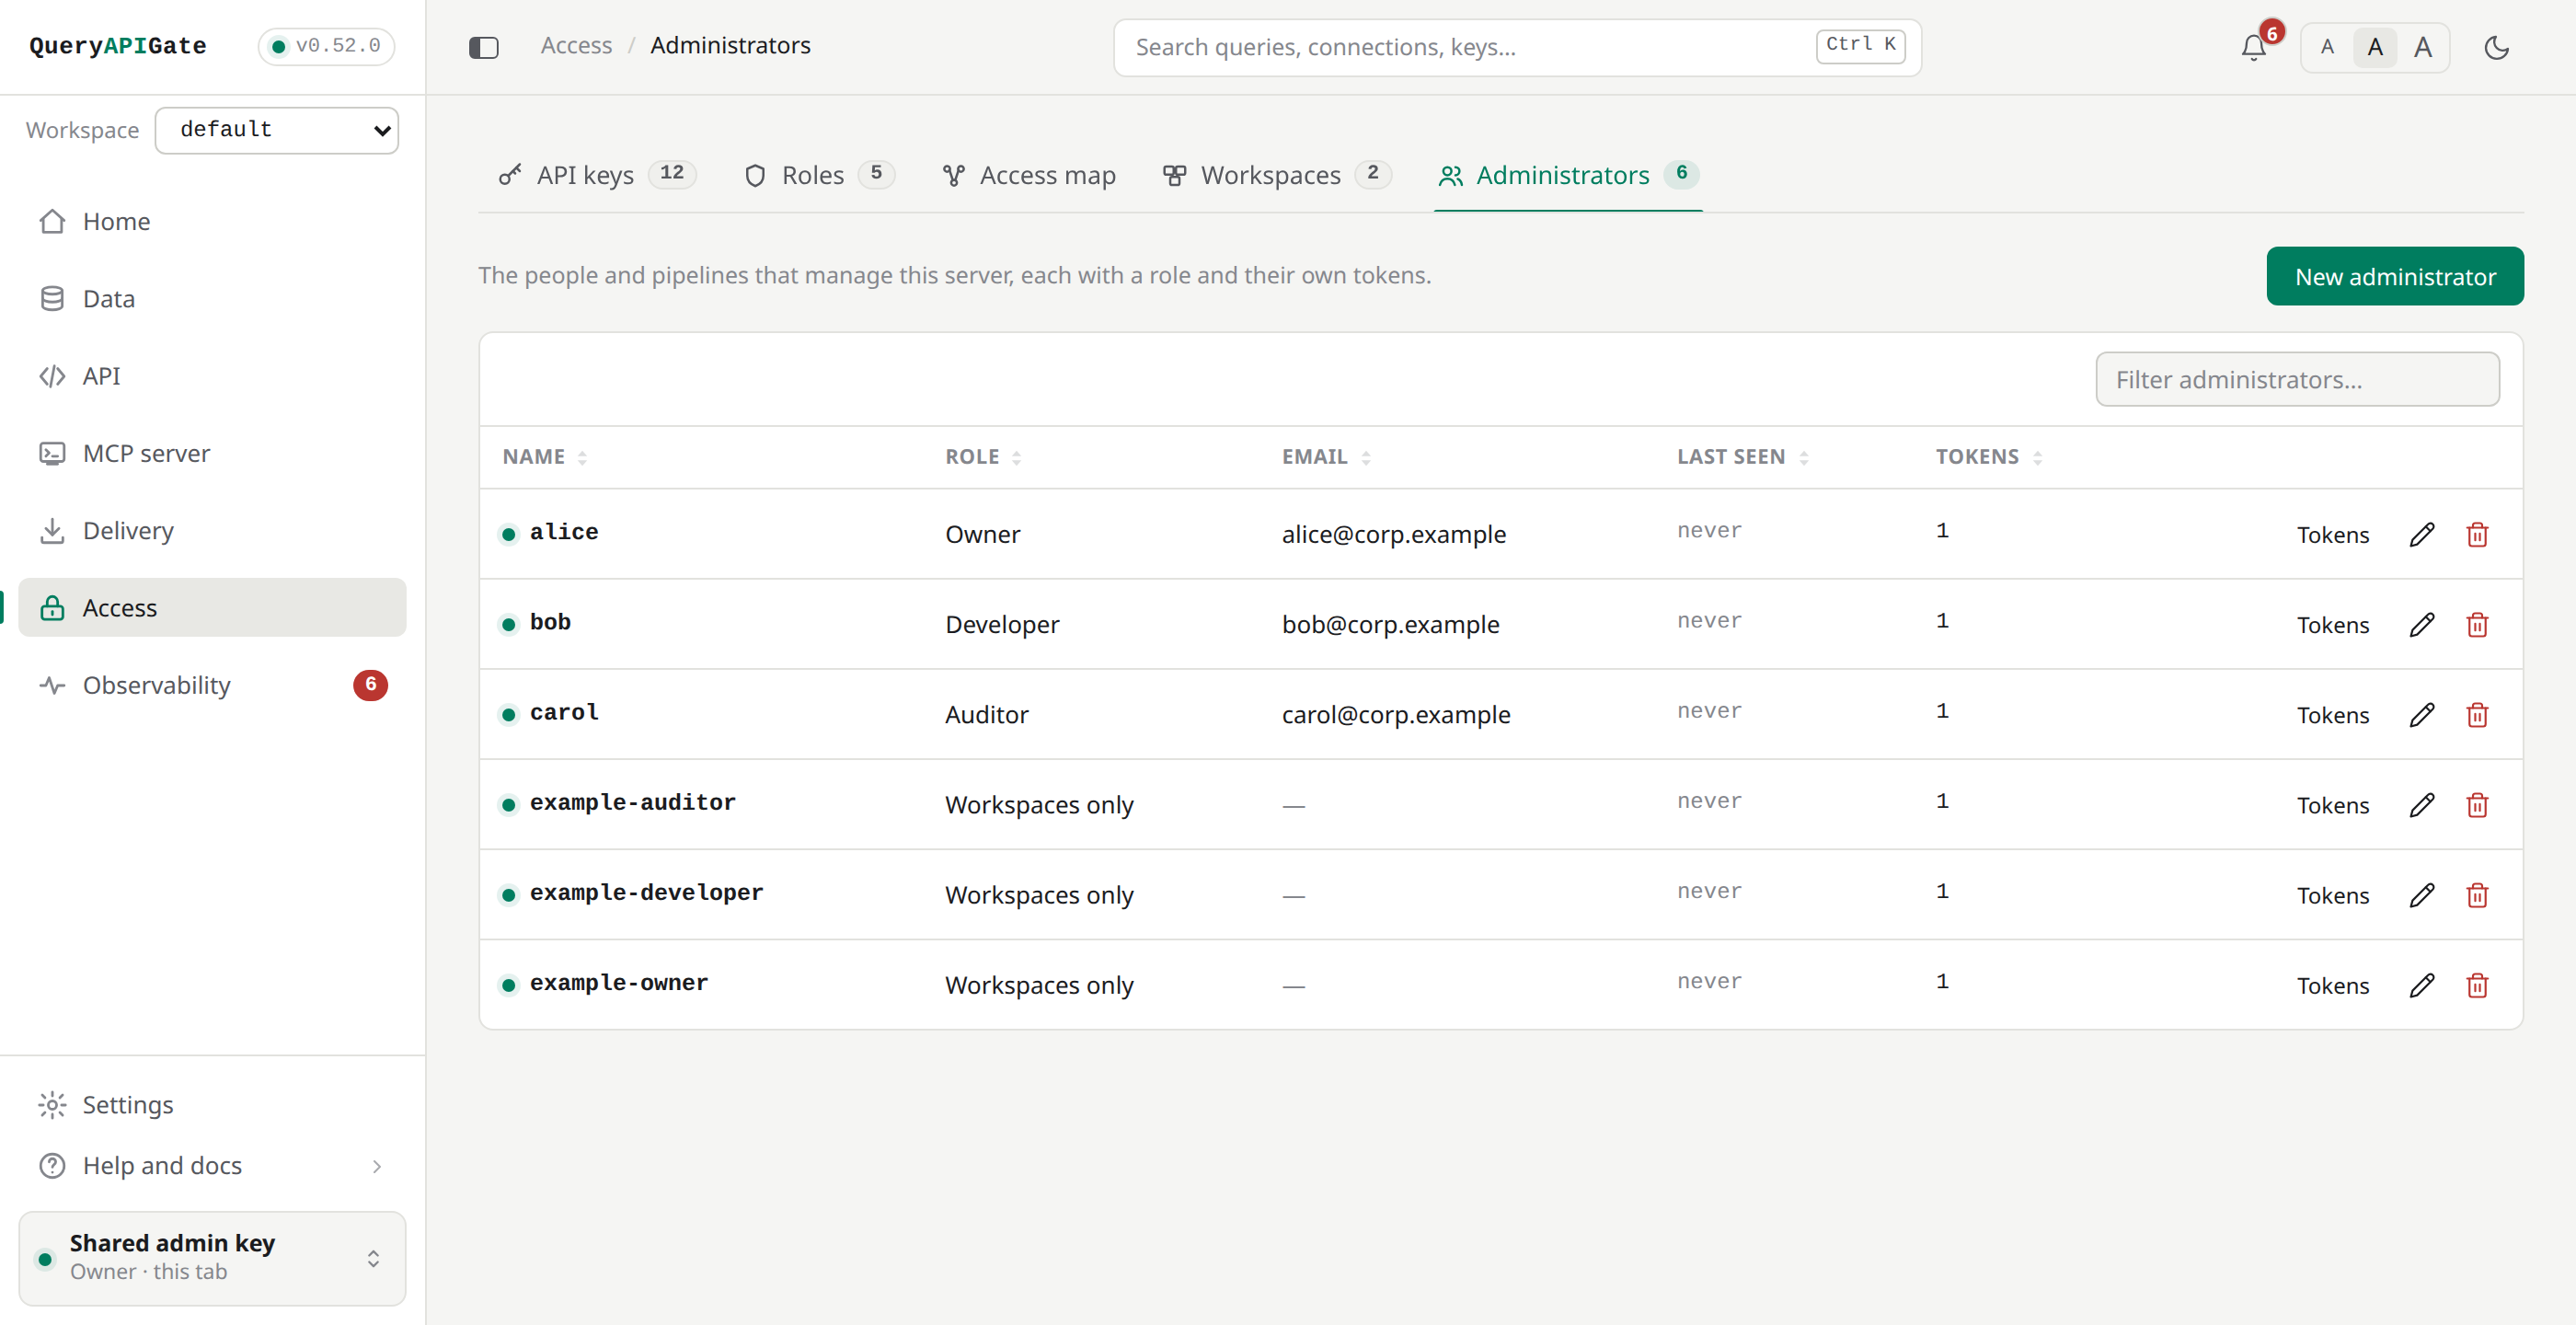 QueryAPIGate
v0.52.0
Access / Administrators
Search queries, connections, keys...
Ctrl K
6
A A A
Workspace default
Home
Data
API
MCP server
Delivery
Access
Observability 6
Settings
Help and docs
Shared admin key
Owner · this tab
API keys 12 Roles 5 Access map Workspaces 2 Administrators 6
The people and pipelines that manage this server, each with a role and their own tokens.
New administrator
Filter administrators...
NAME ROLE EMAIL LAST SEEN TOKENS
alice Owner alice@corp.example never 1 Tokens
bob Developer bob@corp.example never 1 Tokens
carol Auditor carol@corp.example never 1 Tokens
example-auditor Workspaces only — never 1 Tokens
example-developer Workspaces only — never 1 Tokens
example-owner Workspaces only — never 1 Tokens